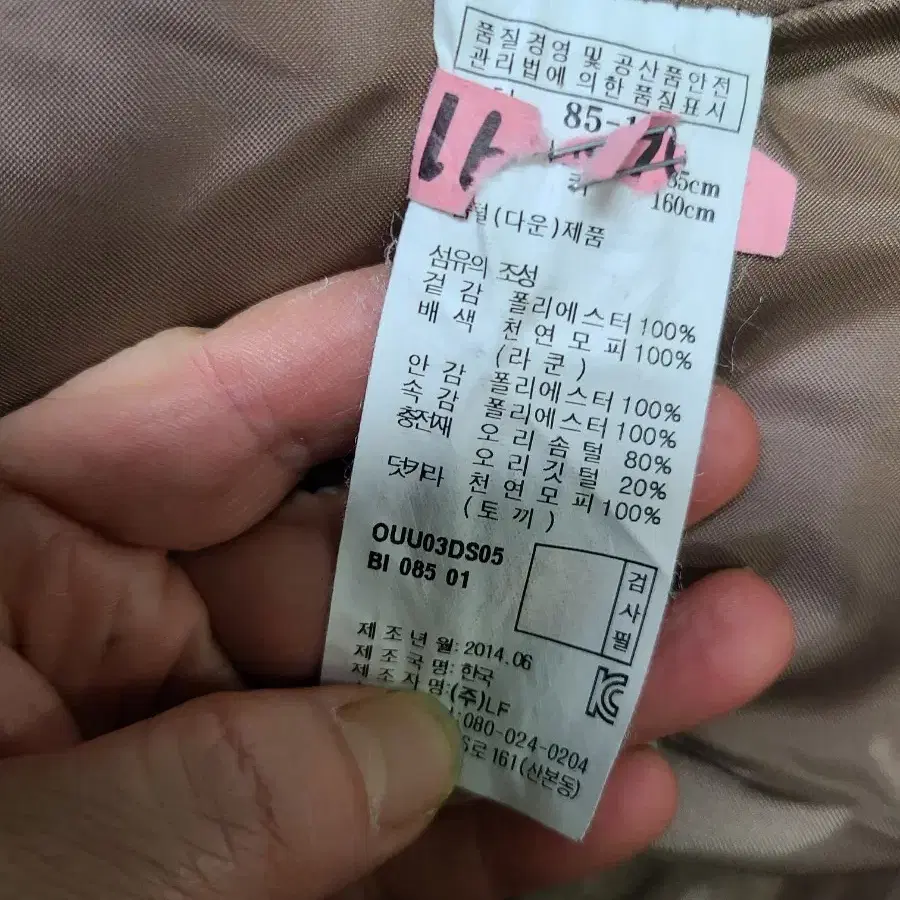 품질경영 및 공산품안전
관리법에 의한 품질표시
나
85-
85cm
160cm
털(다운)제품
섬유의 조성
겉감 폴리에스터 100%
배색 천연모피 100%
(라쿤)
안감 폴리에스터 100%
속감 폴리에스터 100%
충전재 오리솜털 80%
오리깃털 20%
덧카라 천연모피 100%
(토끼)
OUU03DS05
BI 085 01
검사필
제조년월: 2014.06
제조국명: 한국
제조자명: (주)LF
:080-024-0204
로 161(산본동)